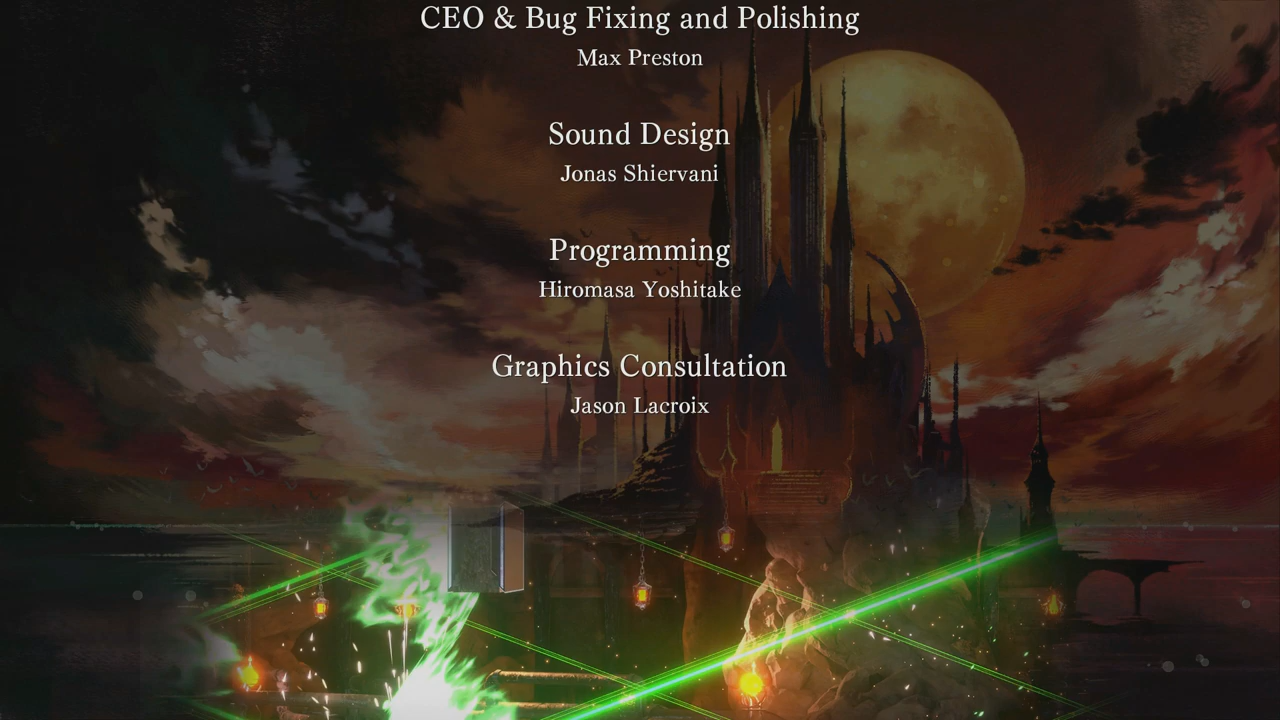 CEO & Bug Fixing and Polishing
Max Preston
Sound Design
Jonas Shiervani
Programming
Hiromasa Yoshitake
Graphics Consultation
Jason Lacroix